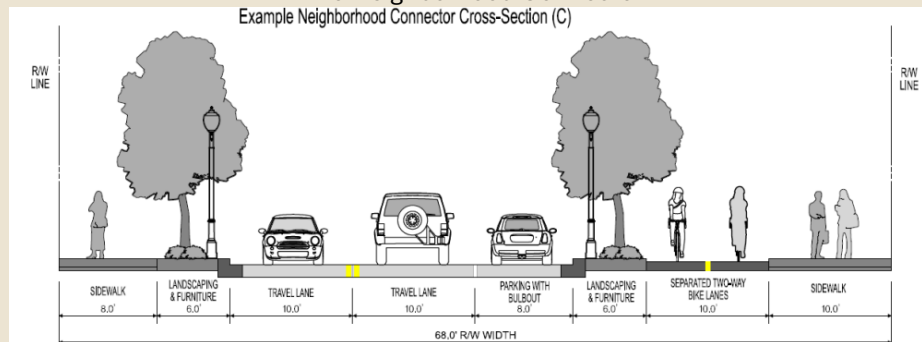 Example Neighborhood Connector Cross-Section (C)
R/W
LINE
R/W
LINE
SIDEWALK
8.0'
LANDSCAPING
& FURNITURE
6.0'
TRAVEL LANE
10.0'
TRAVEL LANE
10.0'
PARKING WITH
BULBOUT
8.0'
LANDSCAPING
& FURNITURE
6.0'
SEPARATED TWO-WAY
BIKE LANES
10.0'
SIDEWALK
10.0'
68.0' R/W WIDTH